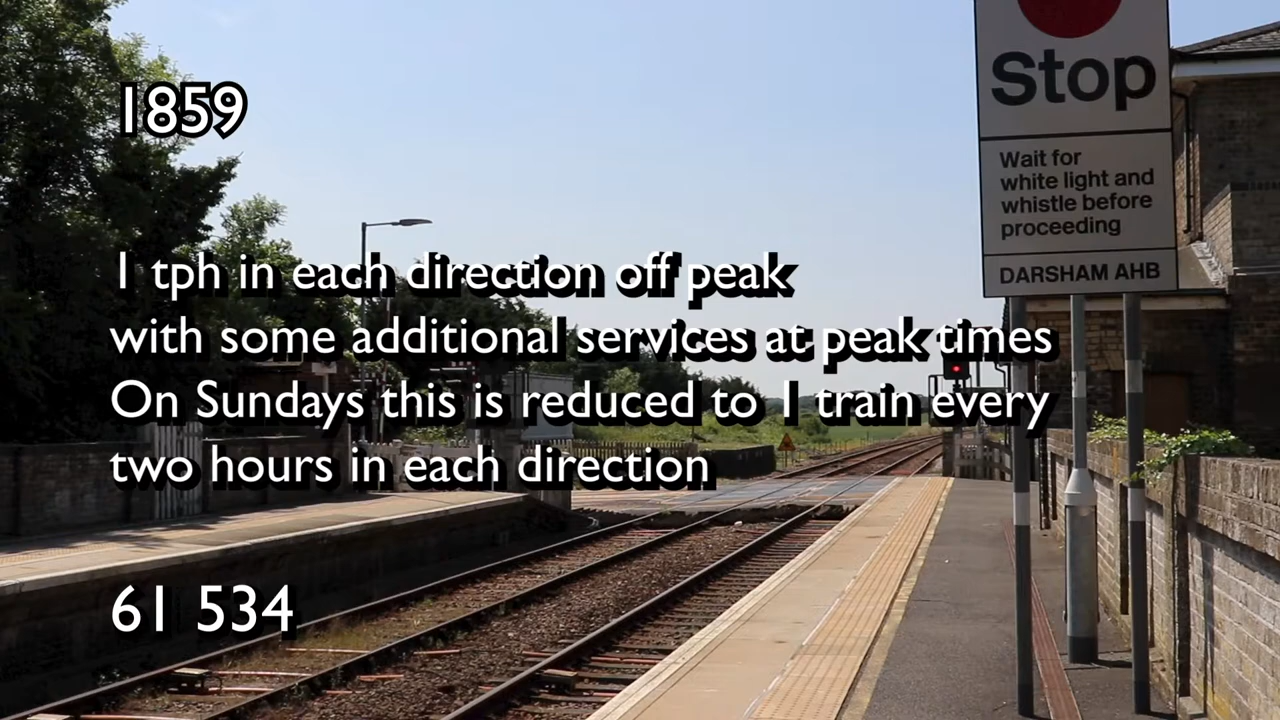 1859
1 tph in each direction off peak
with some additional services at peak times
On Sundays this is reduced to 1 train every
two hours in each direction
61 534
Stop
Wait for
white light and
whistle before
proceeding
DARSHAM AHB